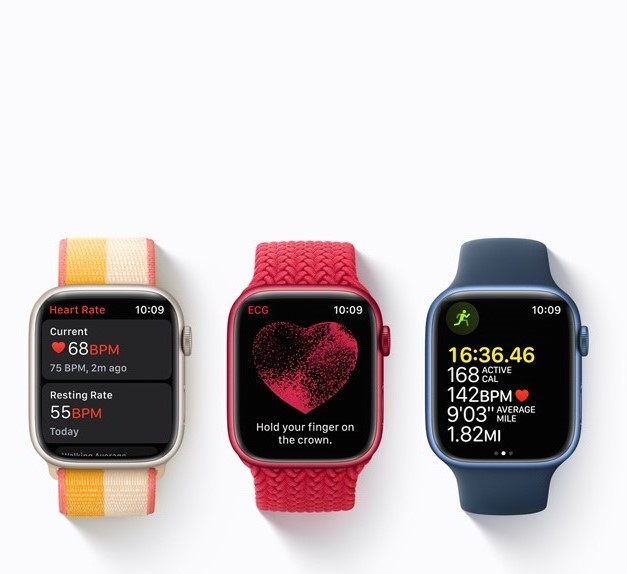 Heart Rate 10:09
Current
68BPM
75 BPM, 2m ago
Resting Rate
55BPM
Today
Walking Average
ECG 10:09
Hold your finger on
the crown.
10:09
16:36.46
168 ACTIVE
CAL
142BPM
9'03" AVERAGE
MILE
1.82MI